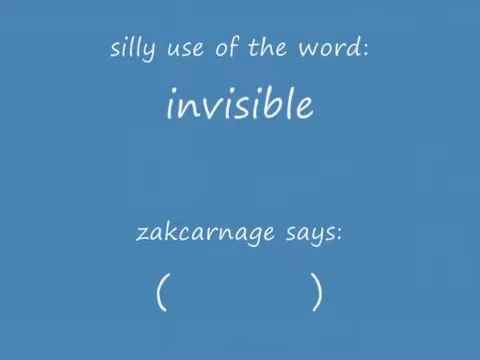 silly use of the word:
invisible
zakcarnage says:
(                    )